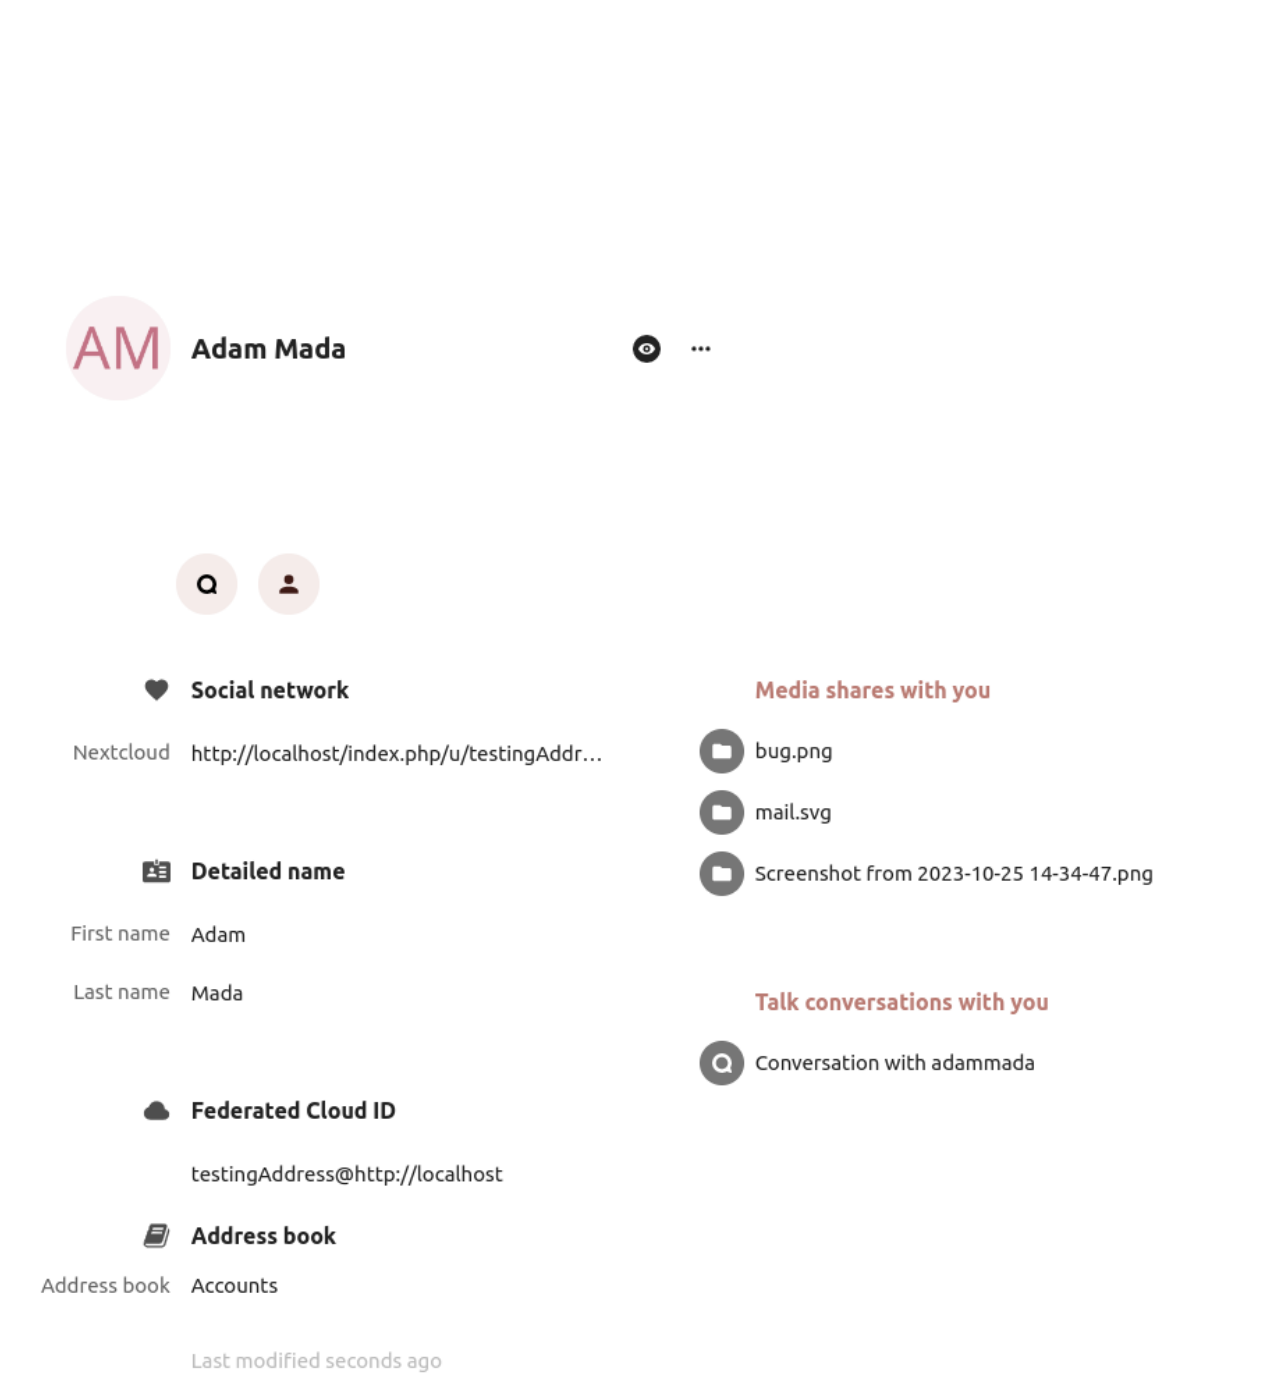 AM
Adam Mada
Social network
Nextcloud http://localhost/index.php/u/testingAddr…
Detailed name
First name Adam
Last name Mada
Federated Cloud ID
testingAddress@http://localhost
Address book
Address book Accounts
Last modified seconds ago
Media shares with you
bug.png
mail.svg
Screenshot from 2023-10-25 14-34-47.png
Talk conversations with you
Conversation with adammada